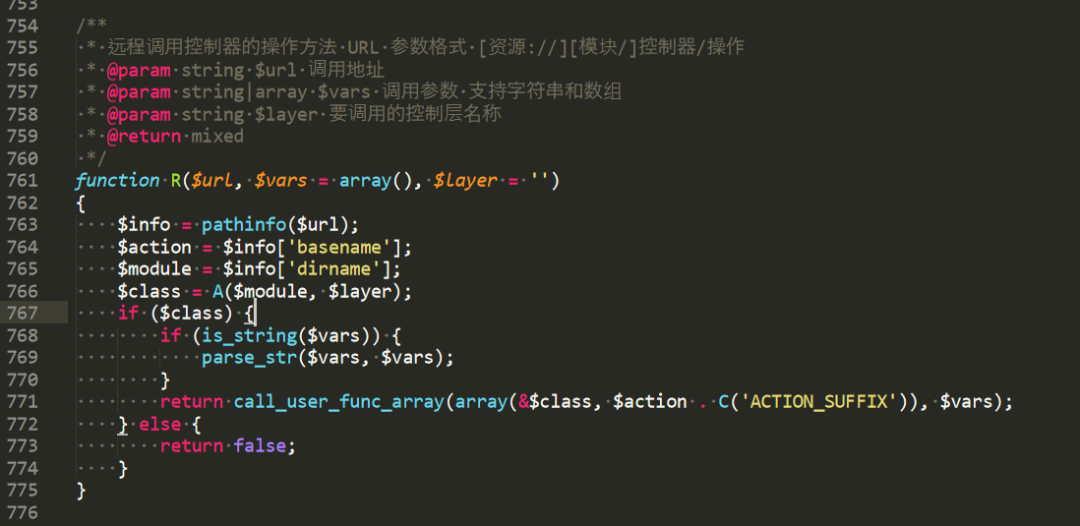 753
754 /**
755  * 远程调用控制器的操作方法 URL 参数格式 [资源://][模块/]控制器/操作
756  * @param string $url 调用地址
757  * @param string|array $vars 调用参数 支持字符串和数组
758  * @param string $layer 要调用的控制层名称
759  * @return mixed
760  */
761 function R($url, $vars = array(), $layer = '')
762 {
763     $info = pathinfo($url);
764     $action = $info['basename'];
765     $module = $info['dirname'];
766     $class = A($module, $layer);
767     if ($class) {
768         if (is_string($vars)) {
769             parse_str($vars, $vars);
770         }
771         return call_user_func_array(array(&$class, $action . C('ACTION_SUFFIX')), $vars);
772     } else {
773         return false;
774     }
775 }
776